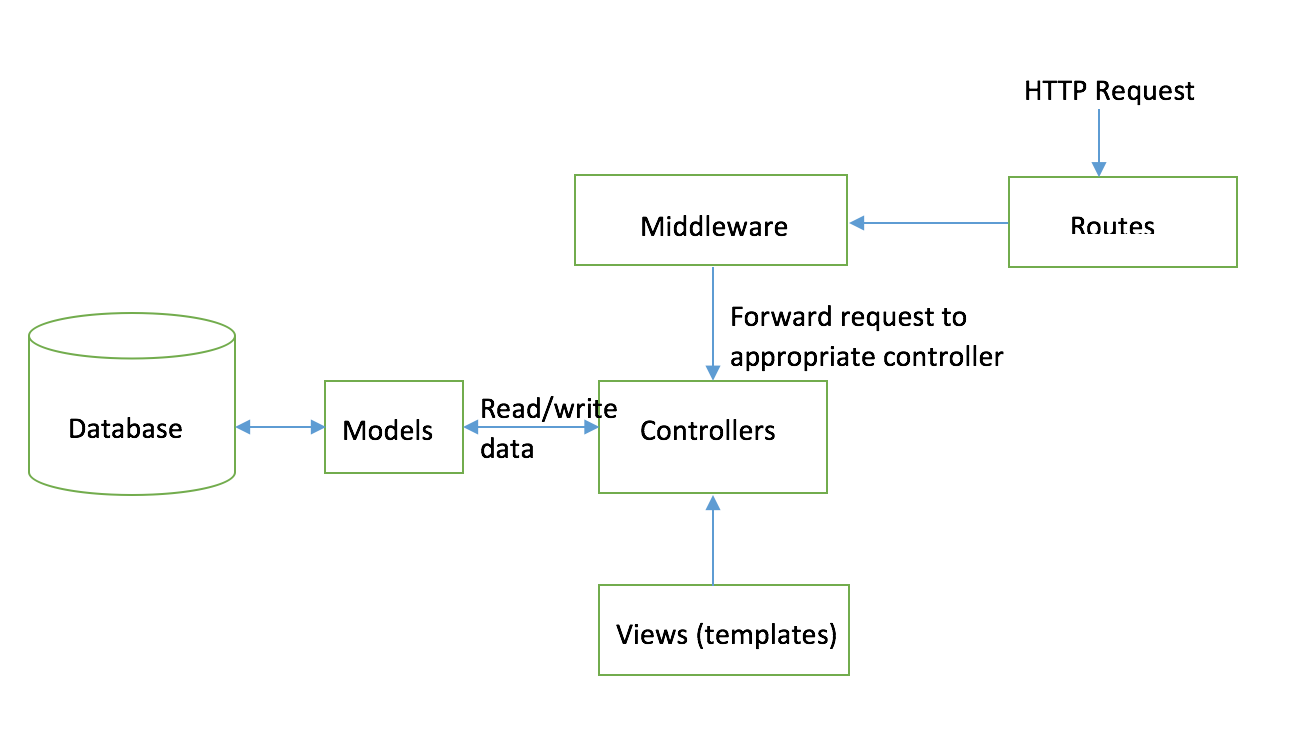 HTTP Request
Middleware
Routes
Forward request to
appropriate controller
Database
Models
Read/write
data
Controllers
Views (templates)